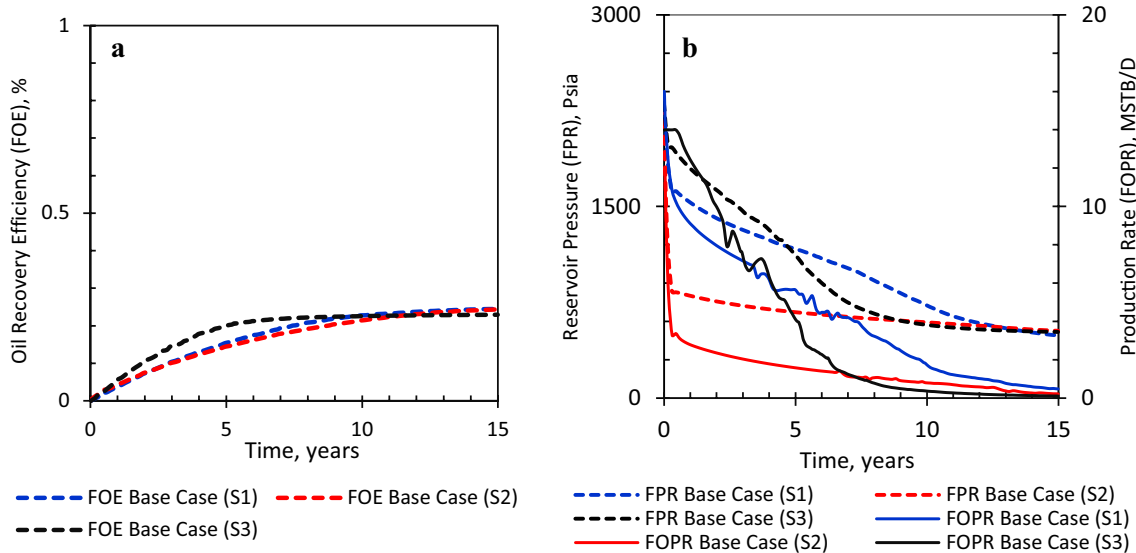 a
1
0.5
0
Oil Recovery Efficiency (FOE), %
0 5 10 15
Time, years
FOE Base Case (S1) FOE Base Case (S2)
FOE Base Case (S3)
b
3000
1500
0
Reservoir Pressure (FPR), Psia
20
10
0
Production Rate (FOPR), MSTB/D
0 5 10 15
Time, years
FPR Base Case (S1) FPR Base Case (S2)
FPR Base Case (S3) FOPR Base Case (S1)
FOPR Base Case (S2) FOPR Base Case (S3)